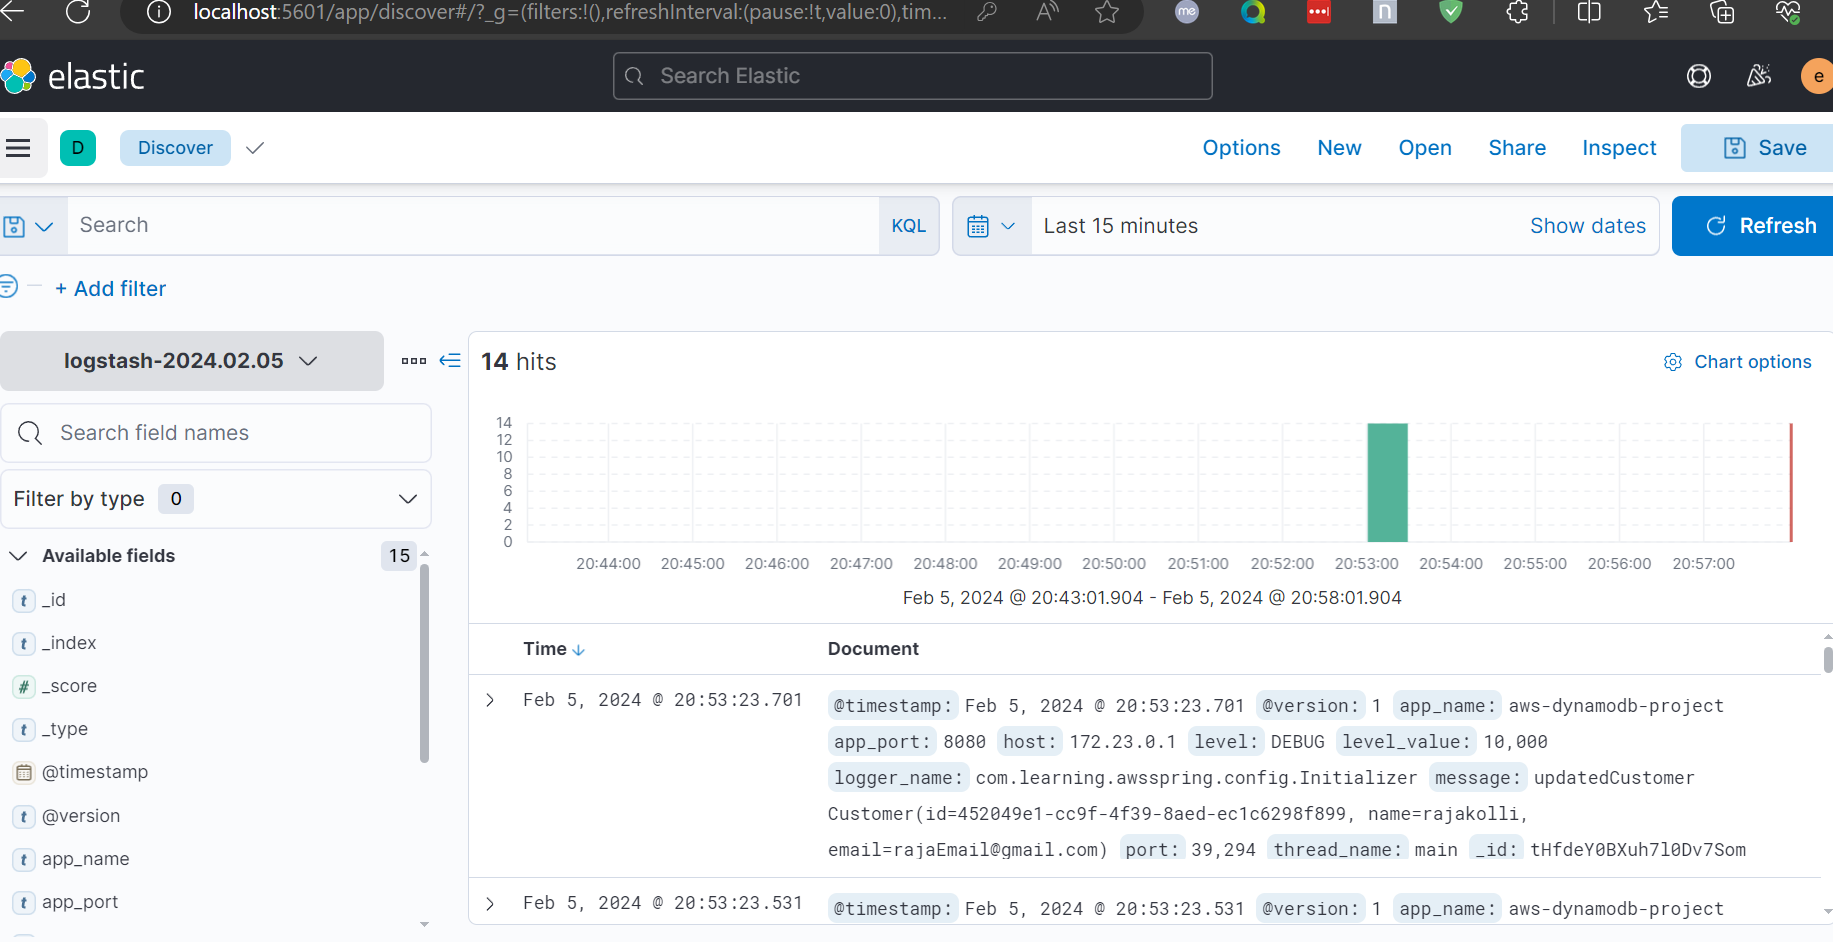 localhost:5601/app/discover#/?_g=(filters:!(),refreshInterval:(pause:!t,value:0),tim...
me
n
elastic
Search Elastic
e
D
Discover
Options
New
Open
Share
Inspect
Save
Search
KQL
Last 15 minutes
Show dates
Refresh
+ Add filter
logstash-2024.02.05
14 hits
Chart options
Search field names
Filter by type 0
Available fields 15
t _id
t _index
# _score
t _type
@timestamp
t @version
t app_name
t app_port
14
12
10
8
6
4
2
0
20:44:00 20:45:00 20:46:00 20:47:00 20:48:00 20:49:00 20:50:00 20:51:00 20:52:00 20:53:00 20:54:00 20:55:00 20:56:00 20:57:00
Feb 5, 2024 @ 20:43:01.904 - Feb 5, 2024 @ 20:58:01.904
Time Document
Feb 5, 2024 @ 20:53:23.701
@timestamp: Feb 5, 2024 @ 20:53:23.701 @version: 1 app_name: aws-dynamodb-project
app_port: 8080 host: 172.23.0.1 level: DEBUG level_value: 10,000
logger_name: com.learning.awsspring.config.Initializer message: updatedCustomer
Customer(id=452049e1-cc9f-4f39-8aed-ec1c6298f899, name=rajakolli,
email=rajaEmail@gmail.com) port: 39,294 thread_name: main _id: tHfdeY0BXuh7l0Dv7Som
Feb 5, 2024 @ 20:53:23.531
@timestamp: Feb 5, 2024 @ 20:53:23.531 @version: 1 app_name: aws-dynamodb-project